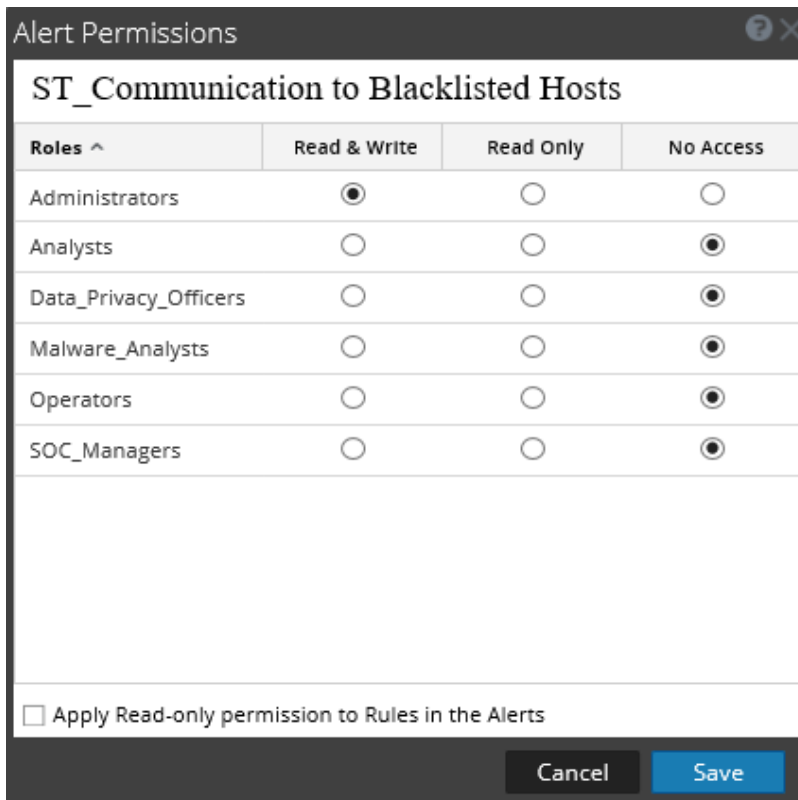 Alert Permissions
ST_Communication to Blacklisted Hosts
Roles Read & Write Read Only No Access
Administrators
Analysts
Data_Privacy_Officers
Malware_Analysts
Operators
SOC_Managers
Apply Read-only permission to Rules in the Alerts
Cancel Save